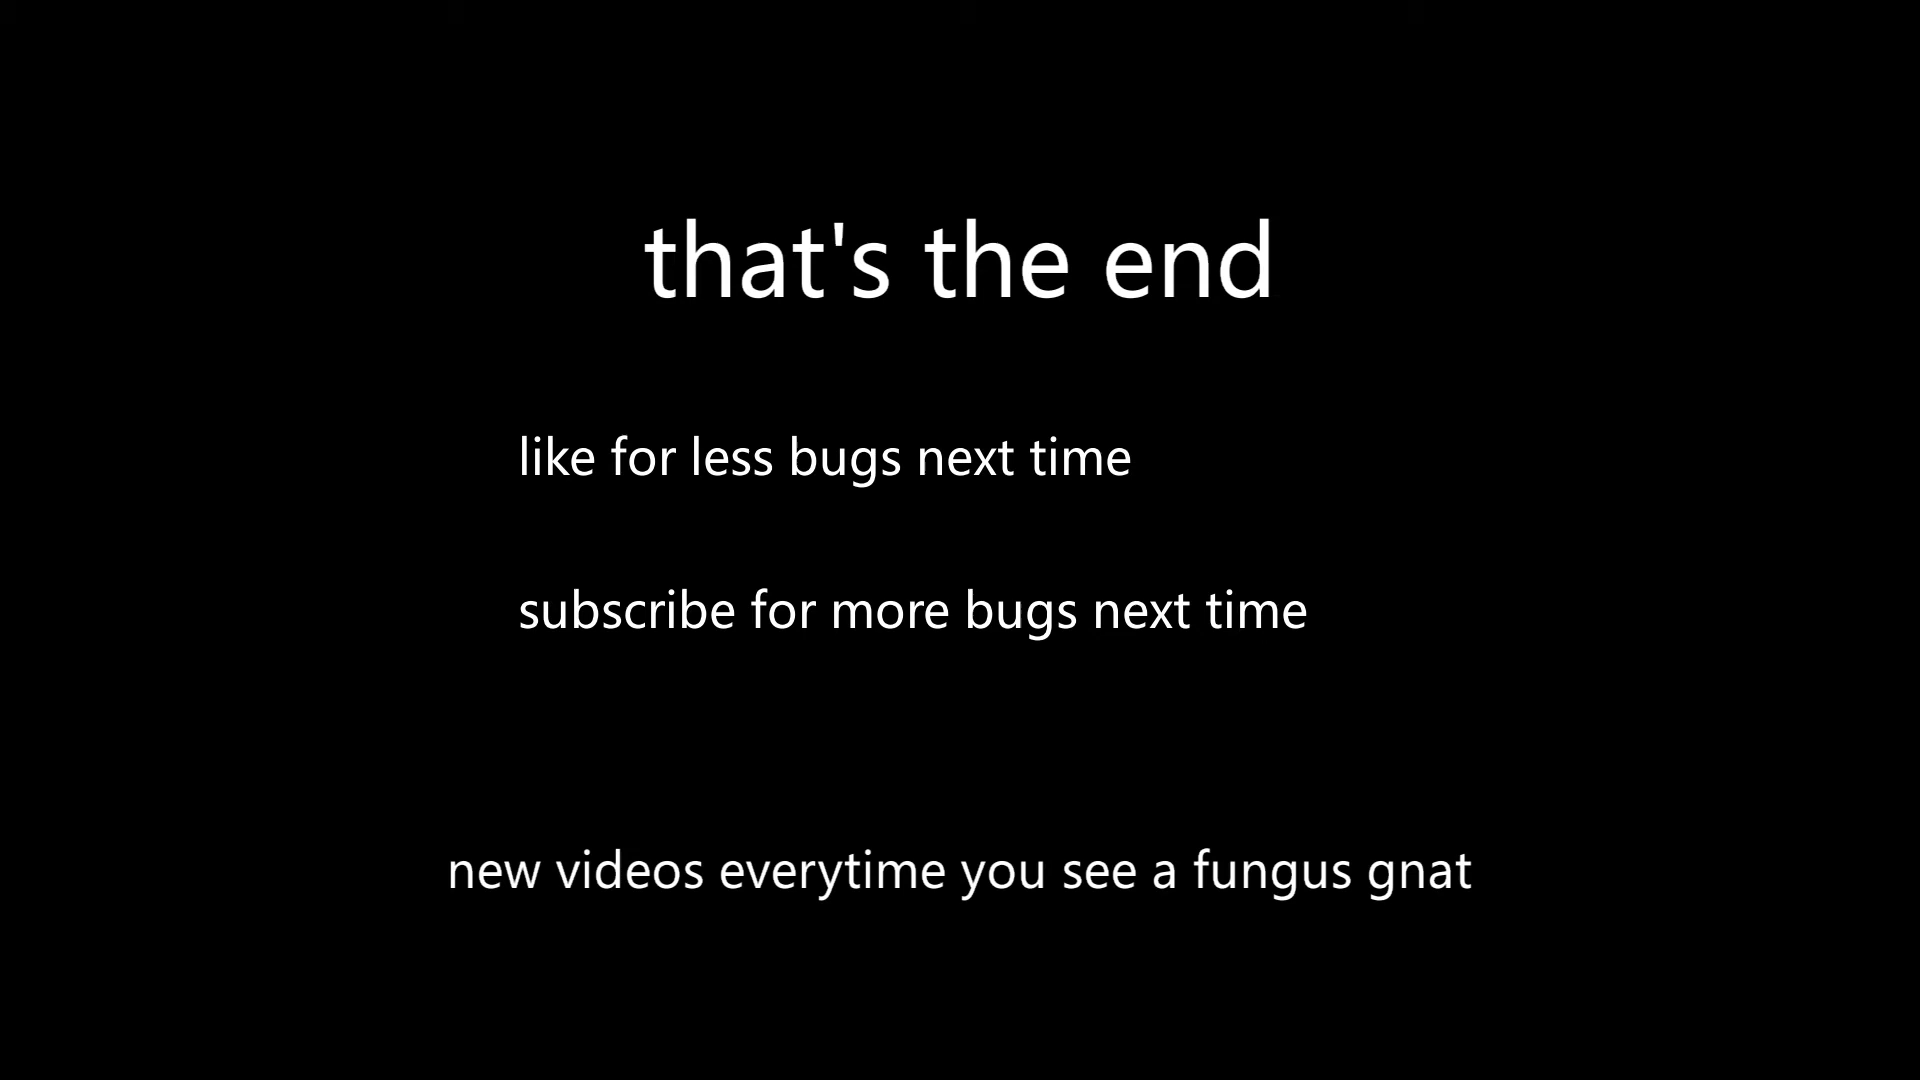 that's the end
like for less bugs next time
subscribe for more bugs next time
new videos everytime you see a fungus gnat